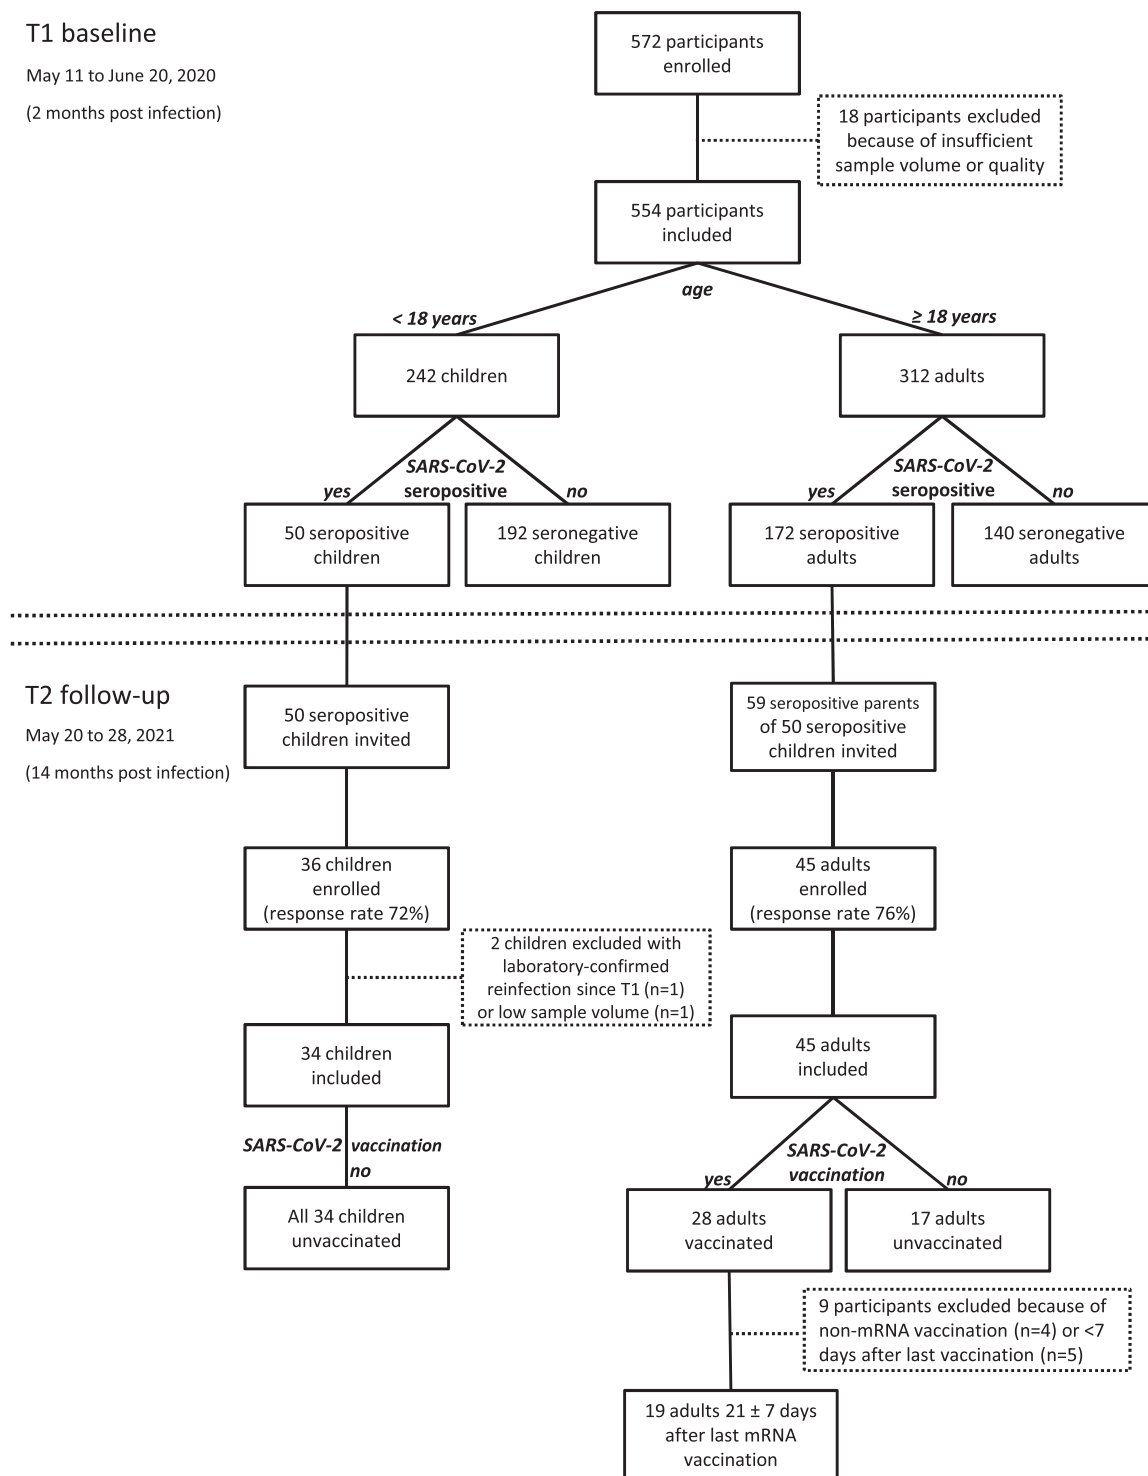 T1 baseline
May 11 to June 20, 2020
(2 months post infection)
572 participants
enrolled
18 participants excluded
because of insufficient
sample volume or quality
554 participants
included
age
< 18 years
≥ 18 years
242 children
312 adults
SARS-CoV-2
seropositive
yes
no
SARS-CoV-2
seropositive
yes
no
50 seropositive
children
192 seronegative
children
172 seropositive
adults
140 seronegative
adults
T2 follow-up
May 20 to 28, 2021
(14 months post infection)
50 seropositive
children invited
59 seropositive parents
of 50 seropositive
children invited
36 children
enrolled
(response rate 72%)
45 adults
enrolled
(response rate 76%)
2 children excluded with
laboratory-confirmed
reinfection since T1 (n=1)
or low sample volume (n=1)
34 children
included
45 adults
included
SARS-CoV-2 vaccination
no
SARS-CoV-2
vaccination
yes
no
All 34 children
unvaccinated
28 adults
vaccinated
17 adults
unvaccinated
9 participants excluded because of
non-mRNA vaccination (n=4) or <7
days after last vaccination (n=5)
19 adults 21 ± 7 days
after last mRNA
vaccination